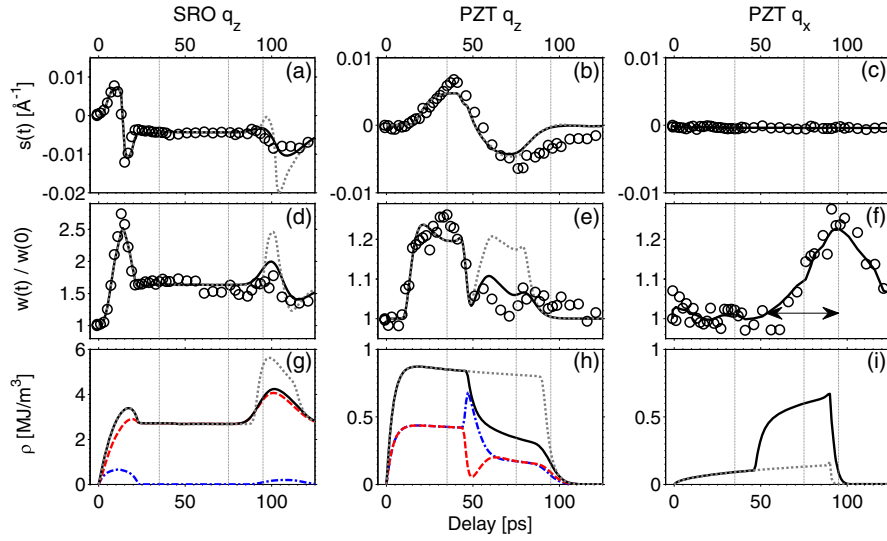 SRO q_z PZT q_z PZT q_x
0 50 100 0 50 100 0 50 100
(a) (b) (c)
s(t) [Å⁻¹]
0.01 0 -0.01 -0.02
0.01 0 -0.01
0.01 0 -0.01
(d) (e) (f)
w(t) / w(0)
2.5 2 1.5 1
1.2 1.1 1
1.2 1.1 1
(g) (h) (i)
ρ [MJ/m³]
6 4 2 0
1 0.5 0
1 0.5 0
0 50 100 0 50 100 0 50 100
Delay [ps]